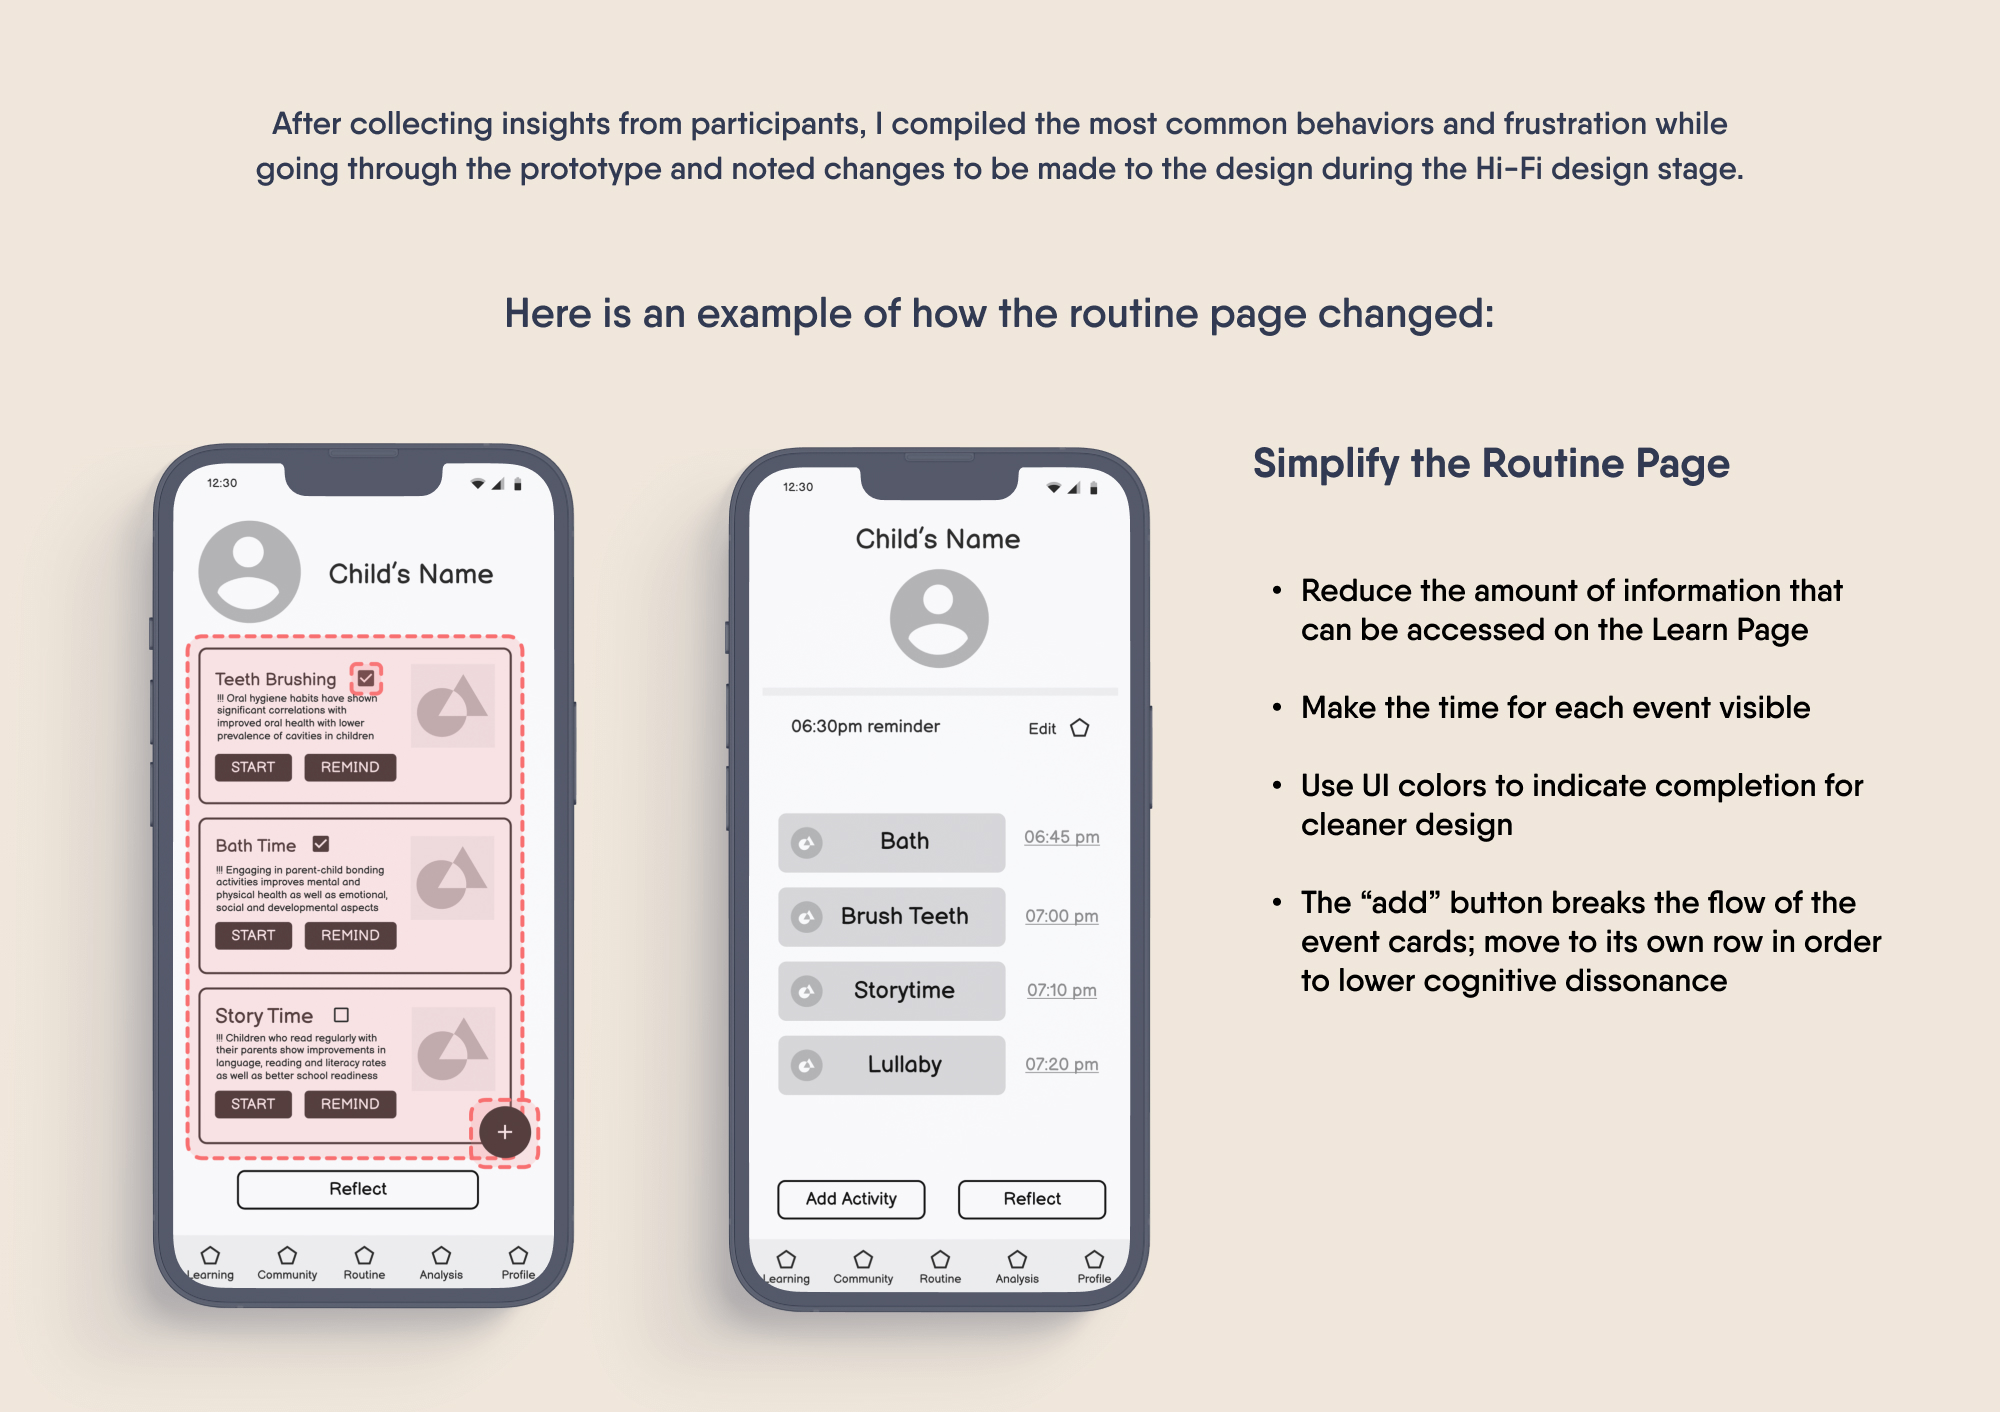 After collecting insights from participants, I compiled the most common behaviors and frustration while
going through the prototype and noted changes to be made to the design during the Hi-Fi design stage.
Here is an example of how the routine page changed:
12:30
Child's Name
Teeth Brushing
!!! Oral hygiene habits have shown
significant correlations with
improved oral health with lower
prevalence of cavities in children
START REMIND
Bath Time
!!! Engaging in parent-child bonding
activities improves mental and
physical health as well as emotional,
social and developmental aspects
START REMIND
Story Time
!!! Children who read regularly with
their parents show improvements in
language, reading and literacy rates
as well as better school readiness
START REMIND
+
Reflect
Learning Community Routine Analysis Profile
12:30
Child's Name
06:30pm reminder Edit
Bath 06:45 pm
Brush Teeth 07:00 pm
Storytime 07:10 pm
Lullaby 07:20 pm
Add Activity Reflect
Learning Community Routine Analysis Profile
Simplify the Routine Page
• Reduce the amount of information that
can be accessed on the Learn Page
• Make the time for each event visible
• Use UI colors to indicate completion for
cleaner design
• The “add” button breaks the flow of the
event cards; move to its own row in order
to lower cognitive dissonance